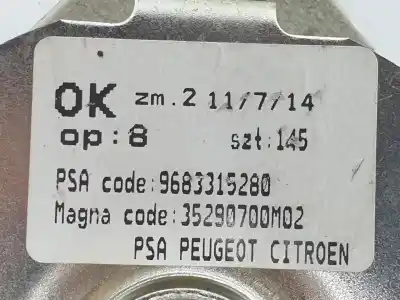 OK zm.2 11/7/14
op:8 szt:145
PSA code:9683315280
Magna code:35290700M02
PSA PEUGEOT CITROEN